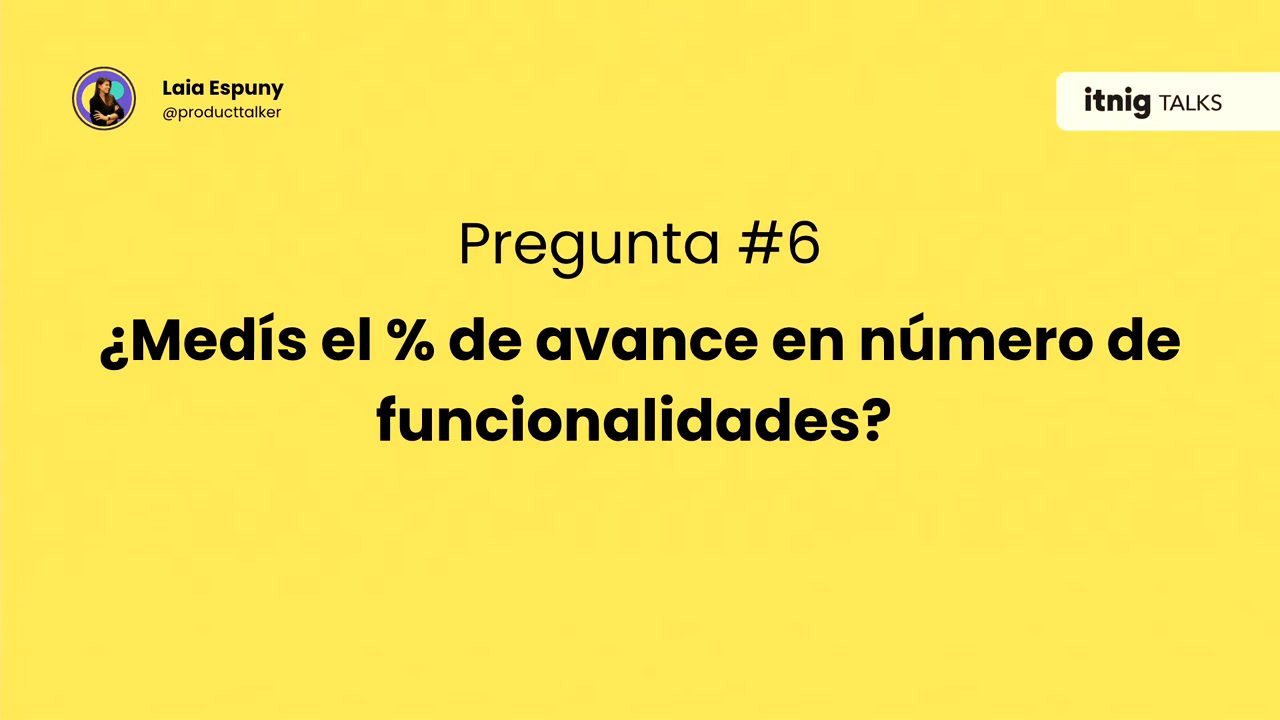 Laia Espuny
@producttalker
itnig TALKS
Pregunta #6
¿Medís el % de avance en número de
funcionalidades?